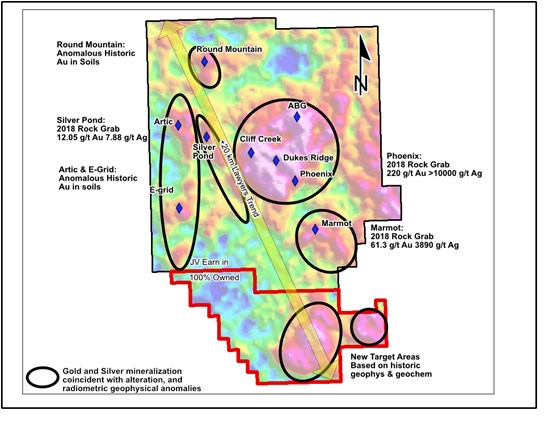 Round Mountain:
Anomalous Historic
Au in Soils
Round Mountain
N
Silver Pond:
2018 Rock Grab
12.05 g/t Au 7.88 g/t Ag
Artic
Silver
Pond
ABG
Cliff Creek
Dukes Ridge
Phoenix
+20 km Lawyers Trend
Phoenix:
2018 Rock Grab
220 g/t Au >10000 g/t Ag
Artic & E-Grid:
Anomalous Historic
Au in soils
E-grid
Marmot
Marmot:
2018 Rock Grab
61.3 g/t Au 3890 g/t Ag
JV Earn in
100% Owned
New Target Areas
Based on historic
geophys & geochem
Gold and Silver mineralization
coincident with alteration, and
radiometric geophysical anomalies